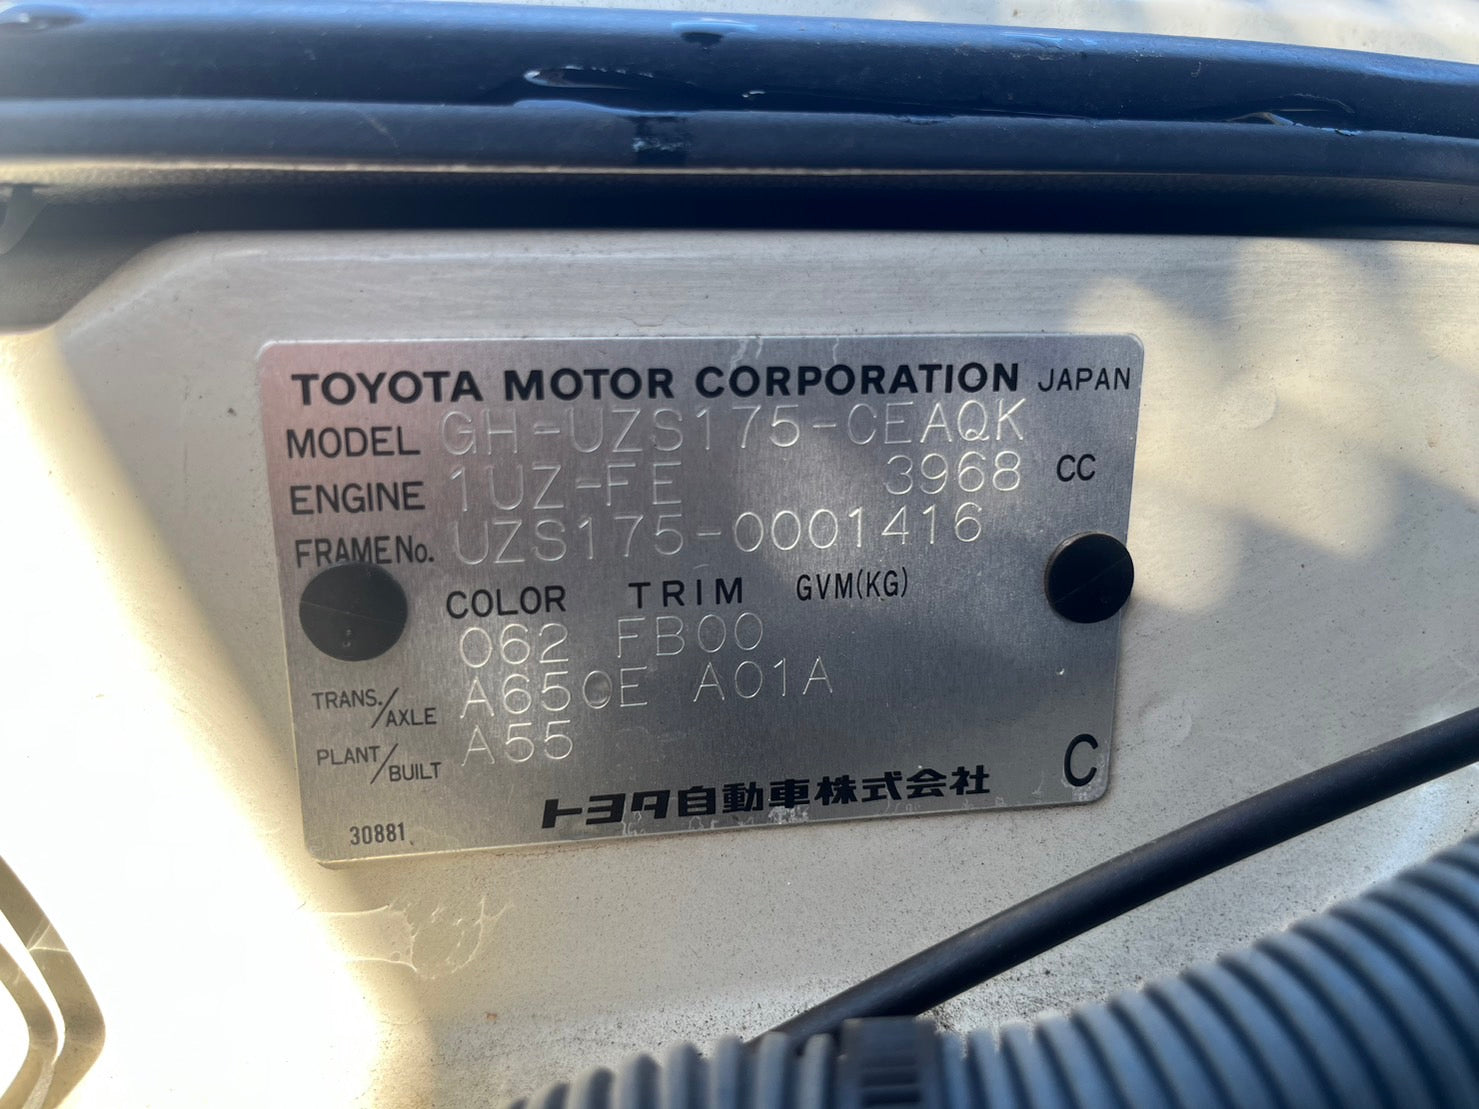 TOYOTA MOTOR CORPORATION JAPAN
MODEL GH-UZS175-CEAQK
ENGINE 1UZ-FE 3968 CC
FRAME No. UZS175-0001416
COLOR TRIM GVM(KG)
062 FB00
TRANS./AXLE A650E A01A
PLANT/BUILT A55
トヨタ自動車株式会社 C
30881